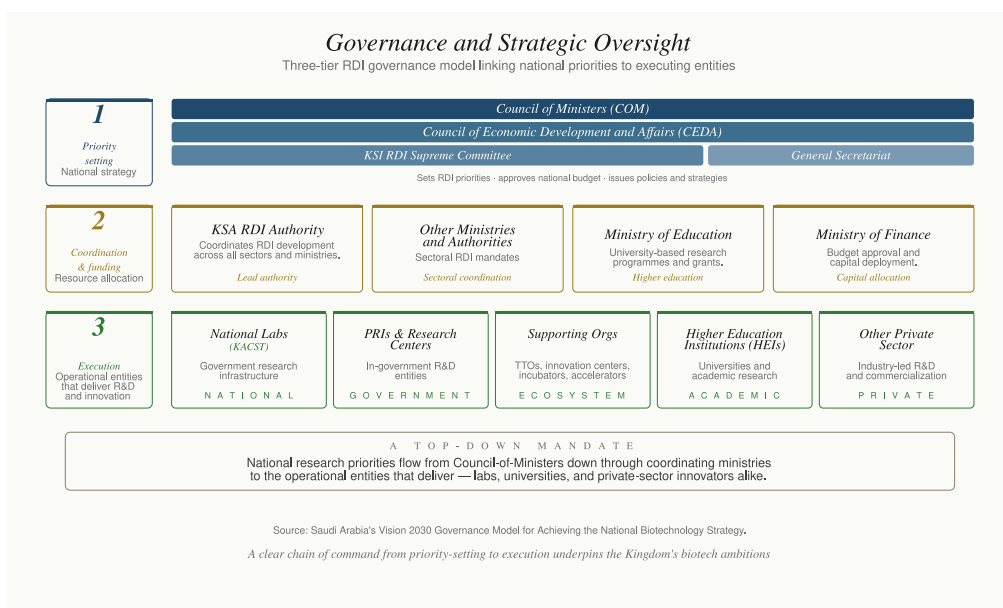 Governance and Strategic Oversight
Three-tier RDI governance model linking national priorities to executing entities
1
Priority
setting
National strategy
Council of Ministers (COM)
Council of Economic Development and Affairs (CEDA)
KSI RDI Supreme Committee
General Secretariat
Sets RDI priorities · approves national budget · issues policies and strategies
2
Coordination
& funding
Resource allocation
KSA RDI Authority
Coordinates RDI development
across all sectors and ministries.
Lead authority
Other Ministries
and Authorities
Sectoral RDI mandates
Sectoral coordination
Ministry of Education
University-based research
programmes and grants.
Higher education
Ministry of Finance
Budget approval and
capital deployment.
Capital allocation
3
Execution
Operational entities
that deliver R&D
and innovation
National Labs
(KACST)
Government research
infrastructure
NATIONAL
PRIs & Research
Centers
In-government R&D
entities
GOVERNMENT
Supporting Orgs
TTOs, innovation centers,
incubators, accelerators
ECOSYSTEM
Higher Education
Institutions (HEIs)
Universities and
academic research
ACADEMIC
Other Private
Sector
Industry-led R&D
and commercialization
PRIVATE
A TOP-DOWN MANDATE
National research priorities flow from Council-of-Ministers down through coordinating ministries
to the operational entities that deliver — labs, universities, and private-sector innovators alike.
Source: Saudi Arabia's Vision 2030 Governance Model for Achieving the National Biotechnology Strategy.
A clear chain of command from priority-setting to execution underpins the Kingdom's biotech ambitions